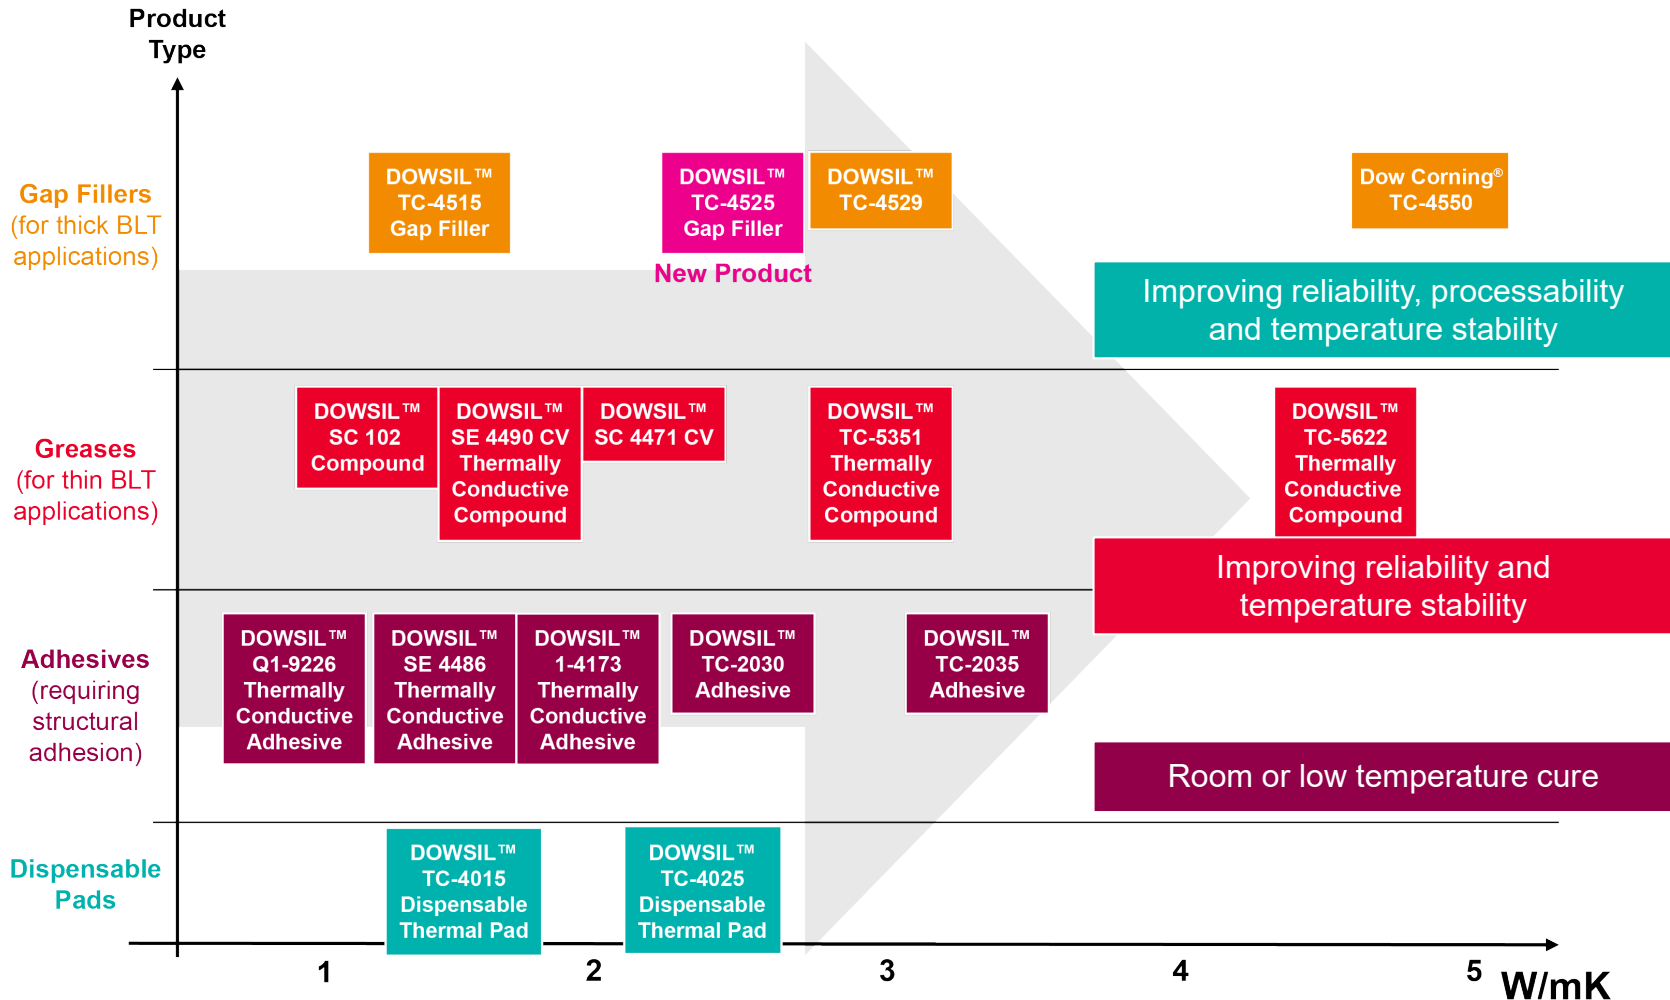 Product
Type
Gap Fillers
(for thick BLT
applications)
DOWSIL™
TC-4515
Gap Filler
DOWSIL™
TC-4525
Gap Filler
New Product
DOWSIL™
TC-4529
Dow Corning®
TC-4550
Improving reliability, processability
and temperature stability
Greases
(for thin BLT
applications)
DOWSIL™
SC 102
Compound
DOWSIL™
SE 4490 CV
Thermally
Conductive
Compound
DOWSIL™
SC 4471 CV
DOWSIL™
TC-5351
Thermally
Conductive
Compound
DOWSIL™
TC-5622
Thermally
Conductive
Compound
Improving reliability and
temperature stability
Adhesives
(requiring
structural
adhesion)
DOWSIL™
Q1-9226
Thermally
Conductive
Adhesive
DOWSIL™
SE 4486
Thermally
Conductive
Adhesive
DOWSIL™
1-4173
Thermally
Conductive
Adhesive
DOWSIL™
TC-2030
Adhesive
DOWSIL™
TC-2035
Adhesive
Room or low temperature cure
Dispensable
Pads
DOWSIL™
TC-4015
Dispensable
Thermal Pad
DOWSIL™
TC-4025
Dispensable
Thermal Pad
1
2
3
4
5
W/mK